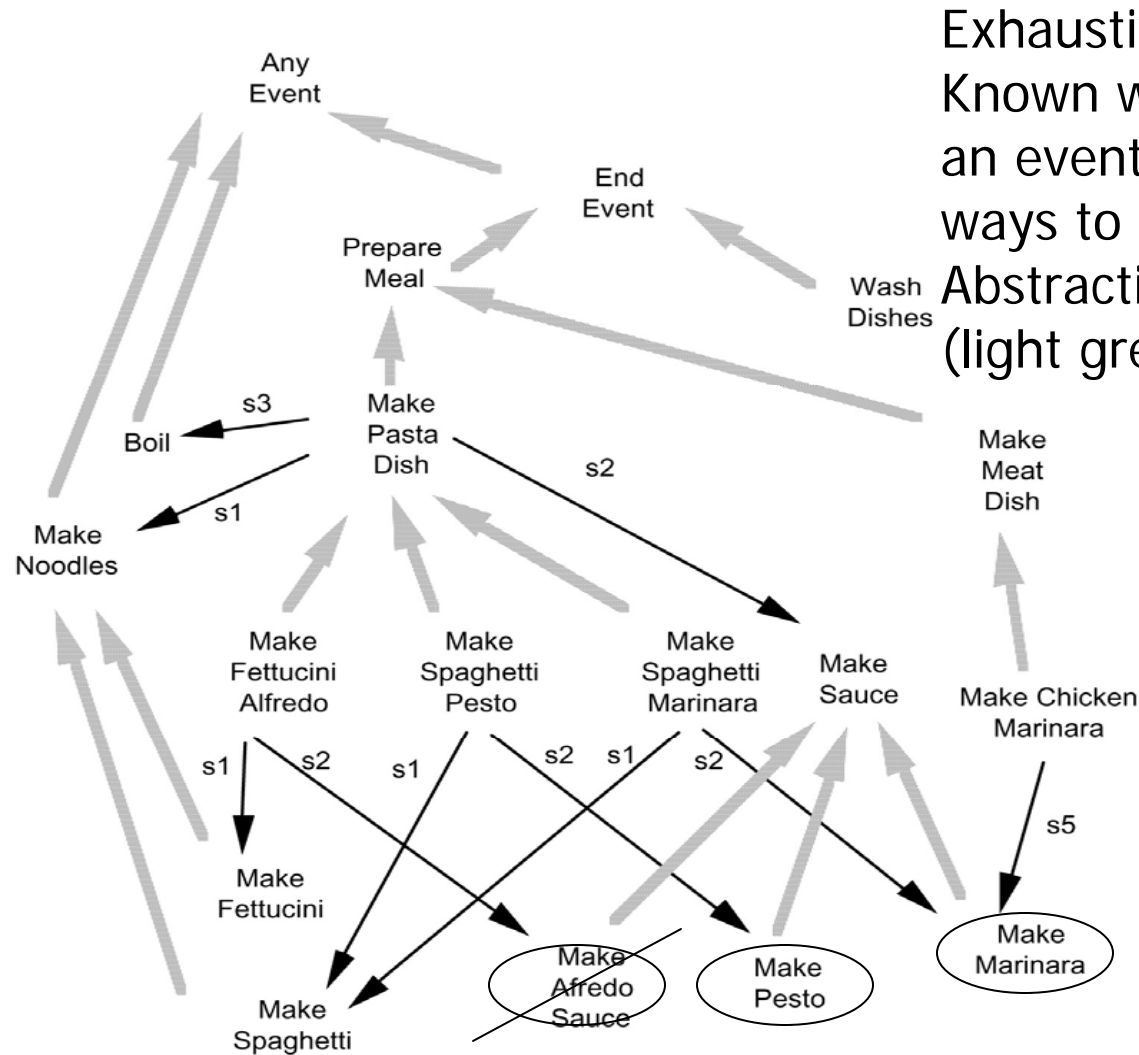 Exhausti
Known w
an event
ways to
Abstracti
(light gre
Any
Event
End
Event
Prepare
Meal
Wash
Dishes
s3
Boil
Make
Pasta
Dish
s2
Make
Meat
Dish
s1
Make
Noodles
Make
Fettucini
Alfredo
Make
Spaghetti
Pesto
Make
Spaghetti
Marinara
Make
Sauce
Make Chicken
Marinara
s1
s2
s1
s2
s1
s2
s5
Make
Fettucini
Make
Afredo
Sauce
Make
Pesto
Make
Marinara
Make
Spaghetti